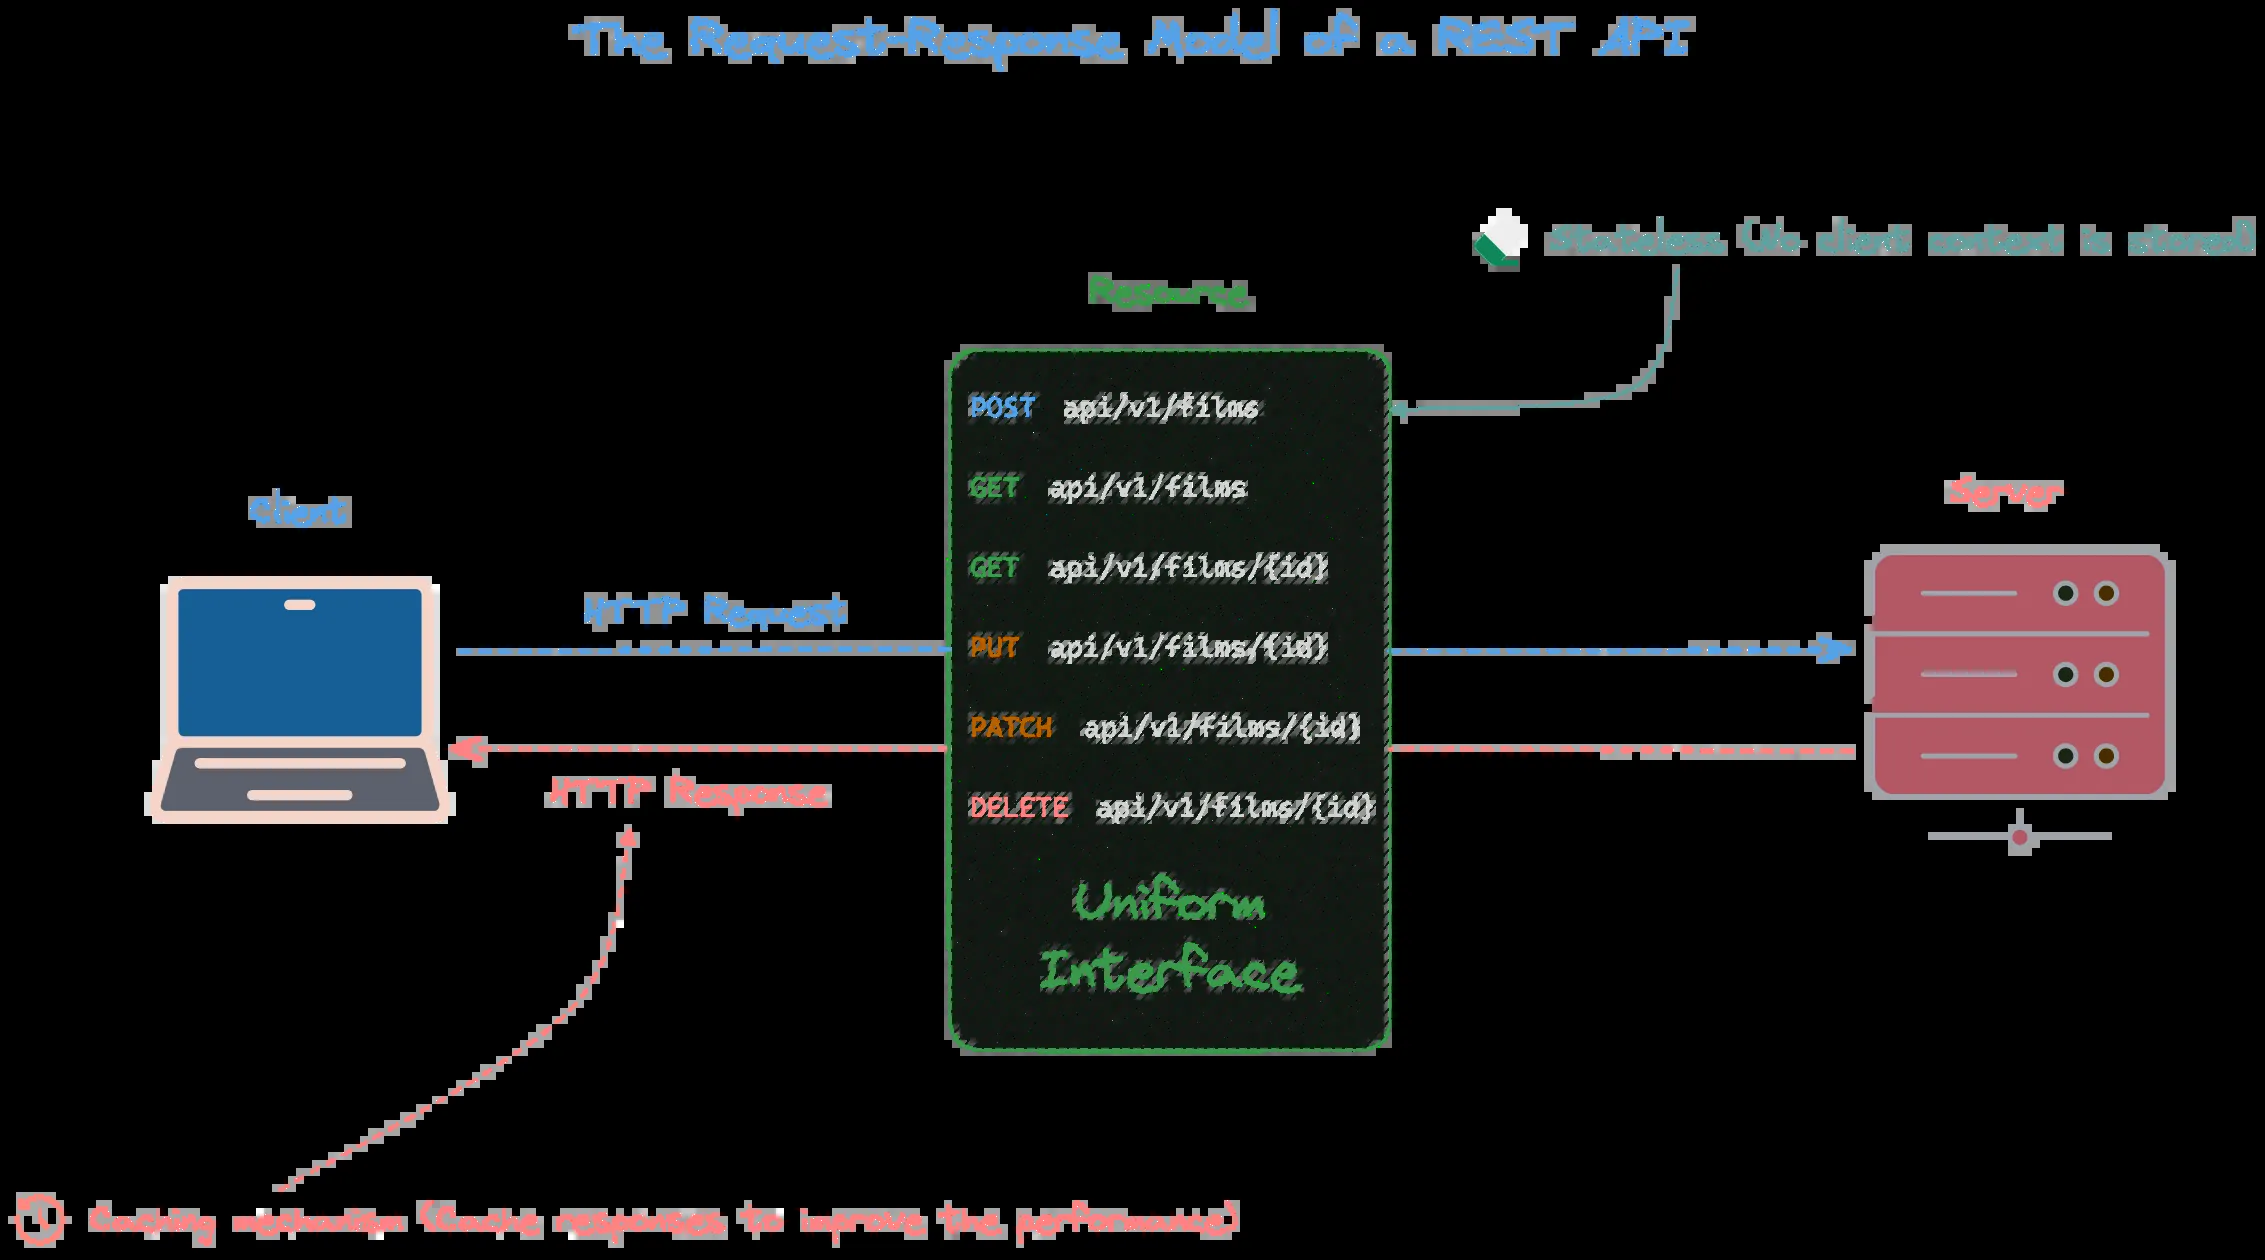 The Request-Response Model of a REST API
Stateless (No client context is stored)
Resource
POST api/v1/films
GET api/v1/films
Client
Server
GET api/v1/films/{id}
HTTP Request
PUT api/v1/films/{id}
PATCH api/v1/films/{id}
HTTP Response
DELETE api/v1/films/{id}
Uniform
Interface
Caching mechanism (Cache responses to improve the performance)